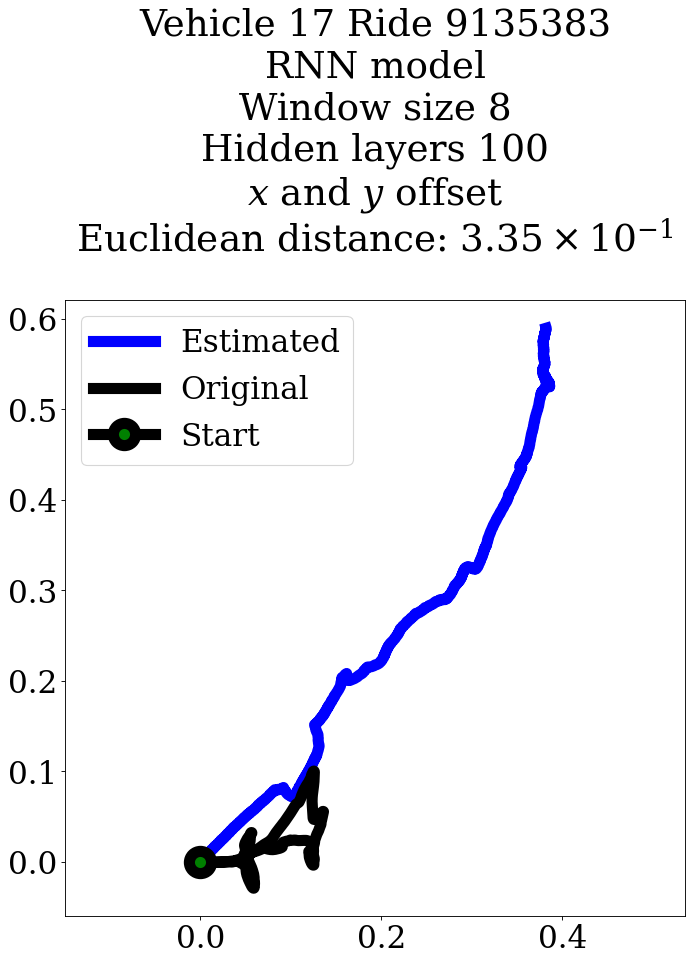 Vehicle 17 Ride 9135383
RNN model
Window size 8
Hidden layers 100
x and y offset
Euclidean distance: 3.35 × 10⁻¹
Estimated
Original
Start
0.6
0.5
0.4
0.3
0.2
0.1
0.0
0.0 0.2 0.4